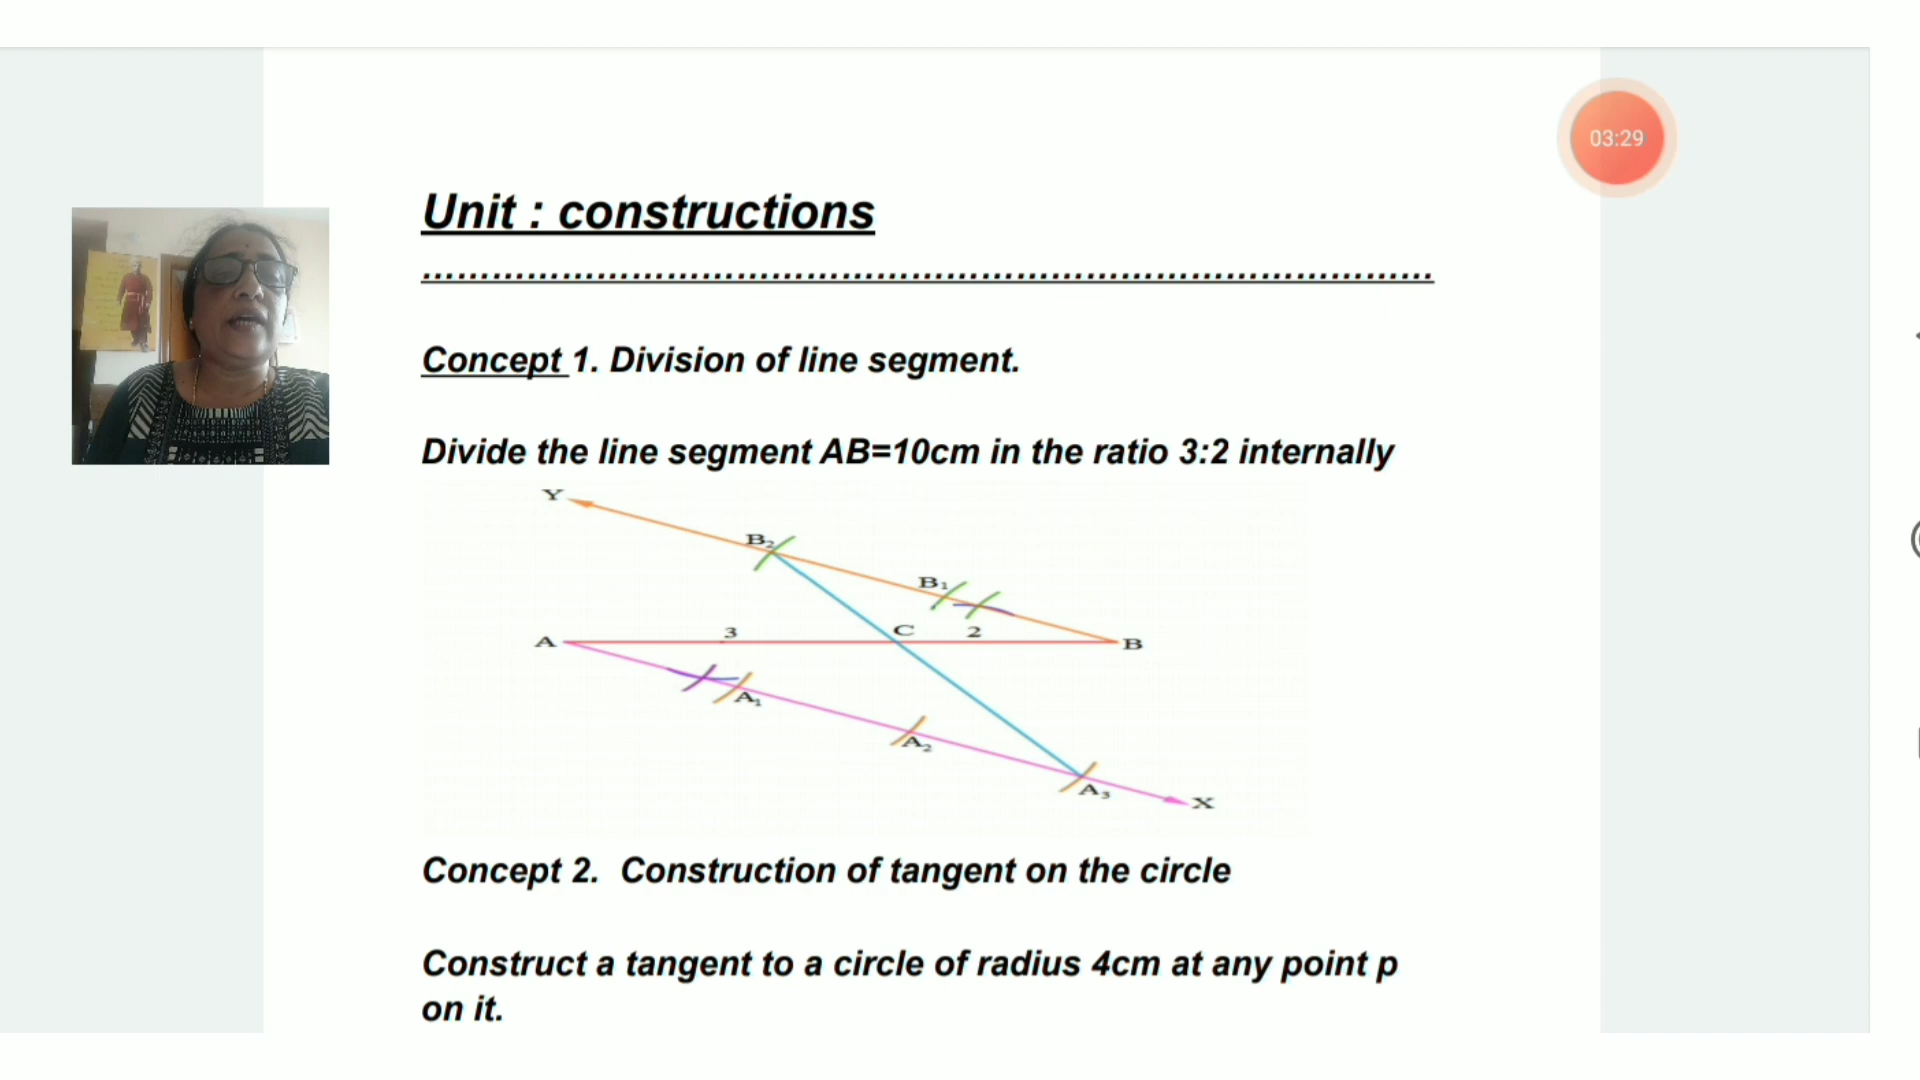 03:29
Unit : constructions
Concept 1. Division of line segment.
Divide the line segment AB=10cm in the ratio 3:2 internally
Y
B₂
B₁
A 3 C 2 B
A₁
A₂
A₃
X
Concept 2. Construction of tangent on the circle
Construct a tangent to a circle of radius 4cm at any point p
on it.